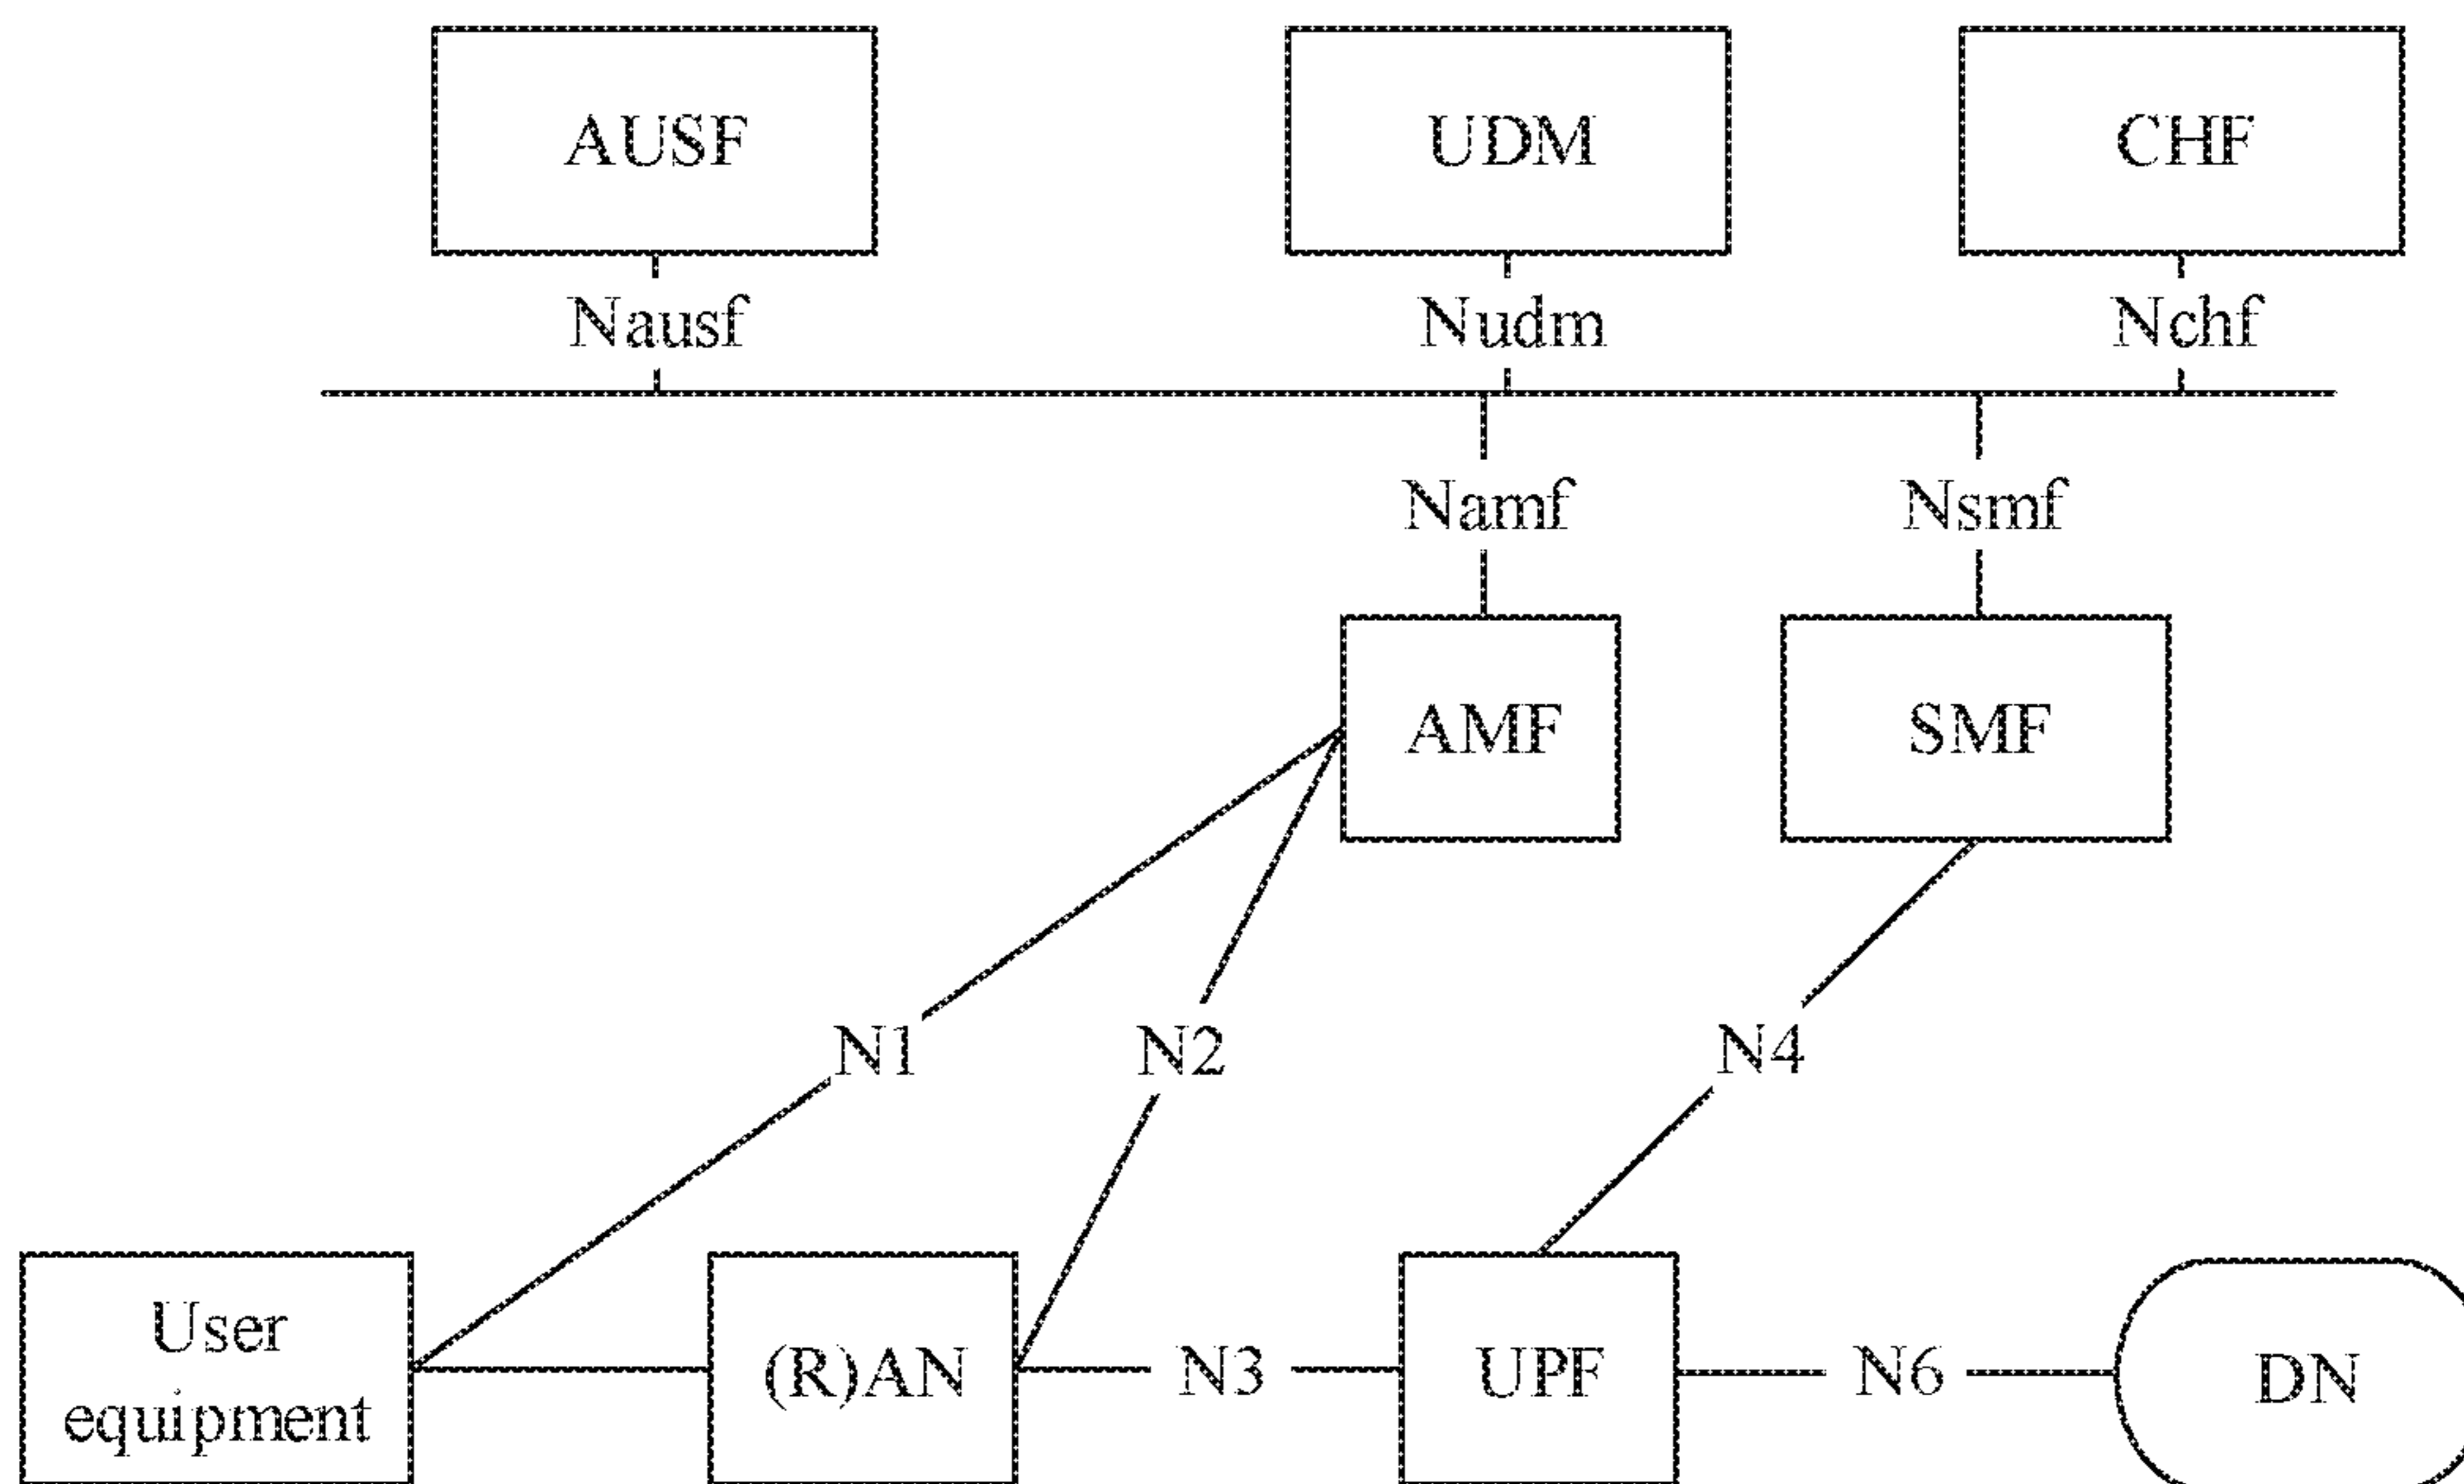 AUSF
UDM
CHF
Nausf
Nudm
Nchf
Namf
Nsmf
AMF
SMF
N1
N2
N4
User
equipment
(R)AN
N3
UPF
N6
DN